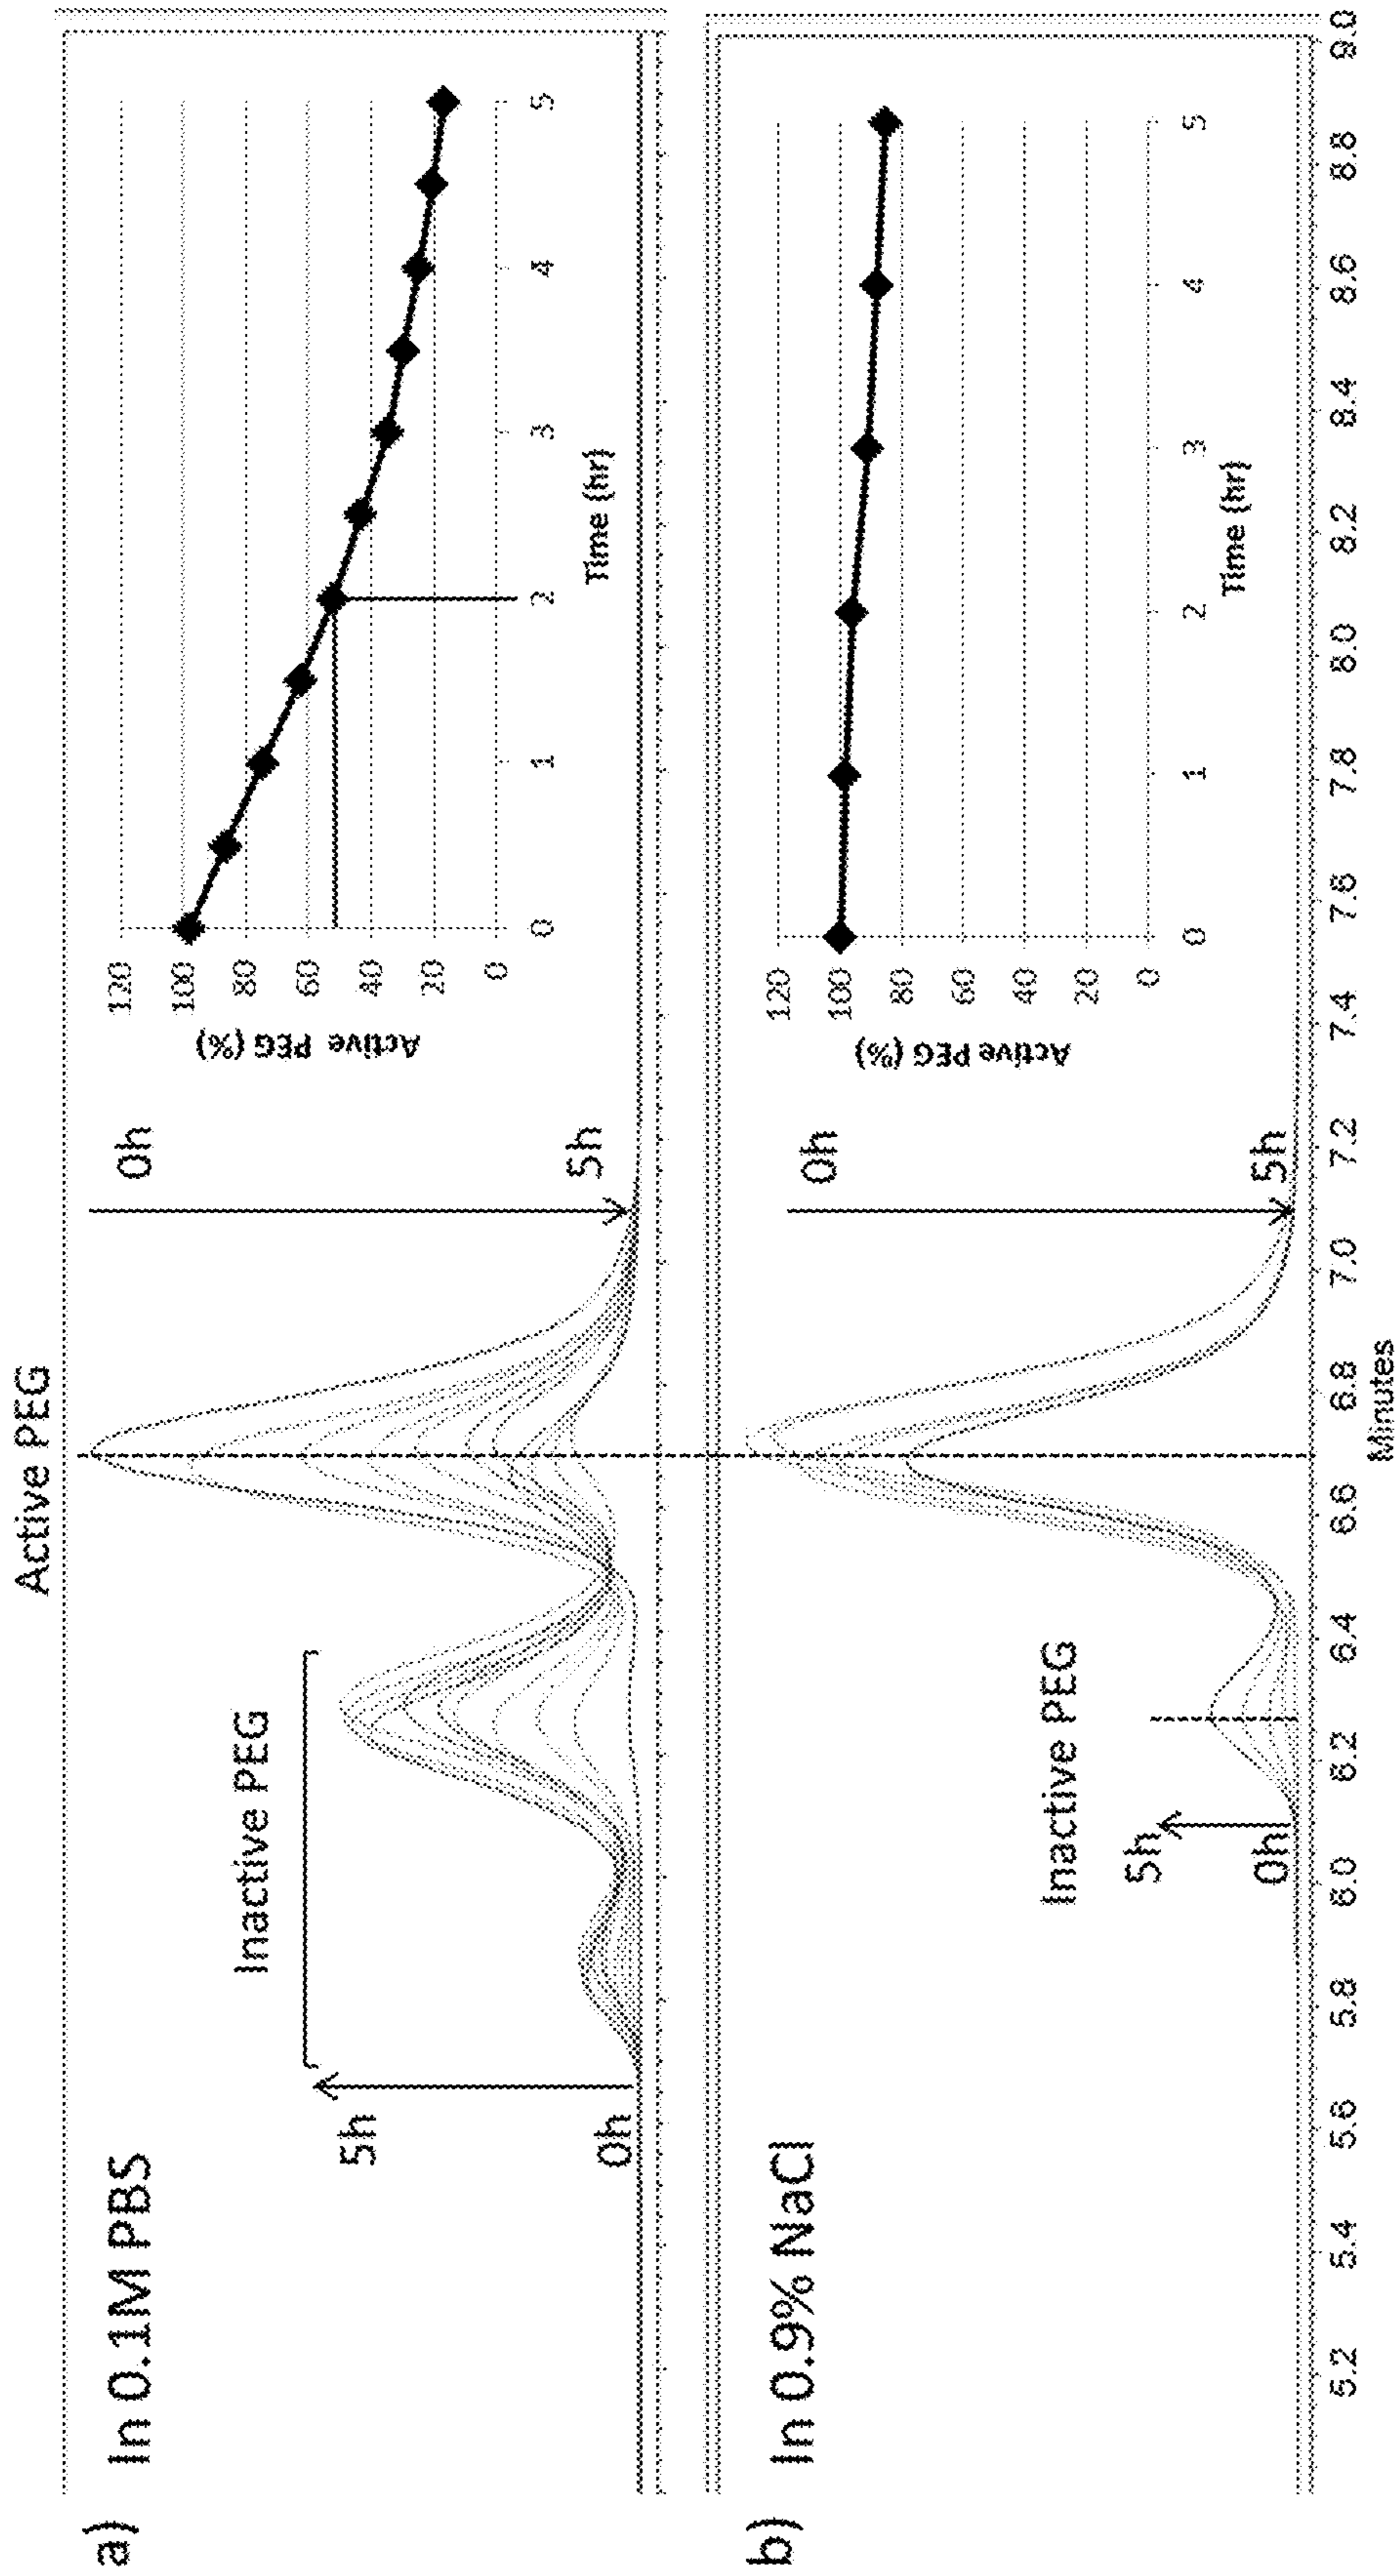 Active PEG
a) In 0.1M PBS
Inactive PEG
5h
0h
0h
5h
Active PEG (%)
120
100
80
60
40
20
0
0 1 2 3 4 5
Time (hr)
b) In 0.9% NaCl
Inactive PEG
5h
0h
0h
5h
Active PEG (%)
120
100
80
60
40
20
0
0 1 2 3 4 5
Time (hr)
5.2 5.4 5.6 5.8 6.0 6.2 6.4 6.6 6.8 7.0 7.2 7.4 7.6 7.8 8.0 8.2 8.4 8.6 8.8 9.0
Minutes